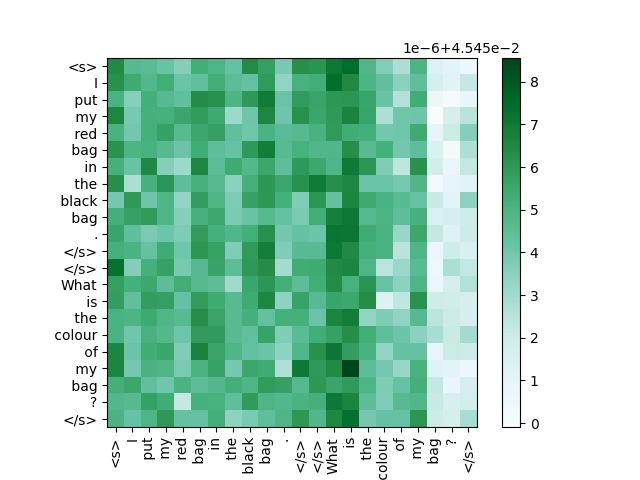 1e-6+4.545e-2
<s>
I
put
my
red
bag
in
the
black
bag
.
</s>
</s>
What
is
the
colour
of
my
bag
?
</s>
8
7
6
5
4
3
2
1
0
<s>
I
put
my
red
bag
in
the
black
bag
.
</s>
</s>
What
is
the
colour
of
my
bag
?
</s>